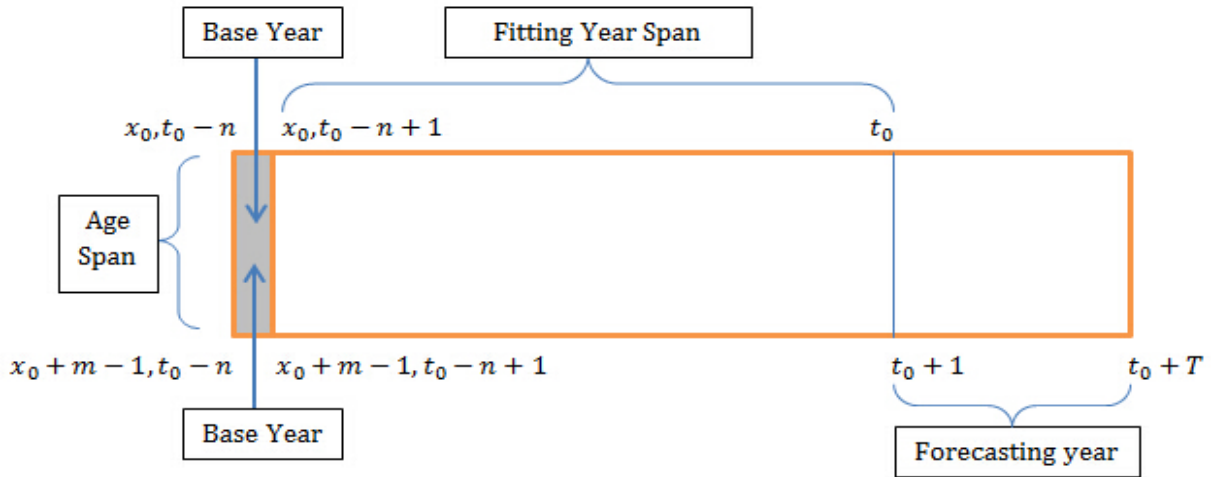 Base Year
Fitting Year Span
x₀,t₀ − n
x₀,t₀ − n + 1
t₀
Age
Span
x₀ + m − 1,t₀ − n
x₀ + m − 1,t₀ − n + 1
t₀ + 1
t₀ + T
Base Year
Forecasting year